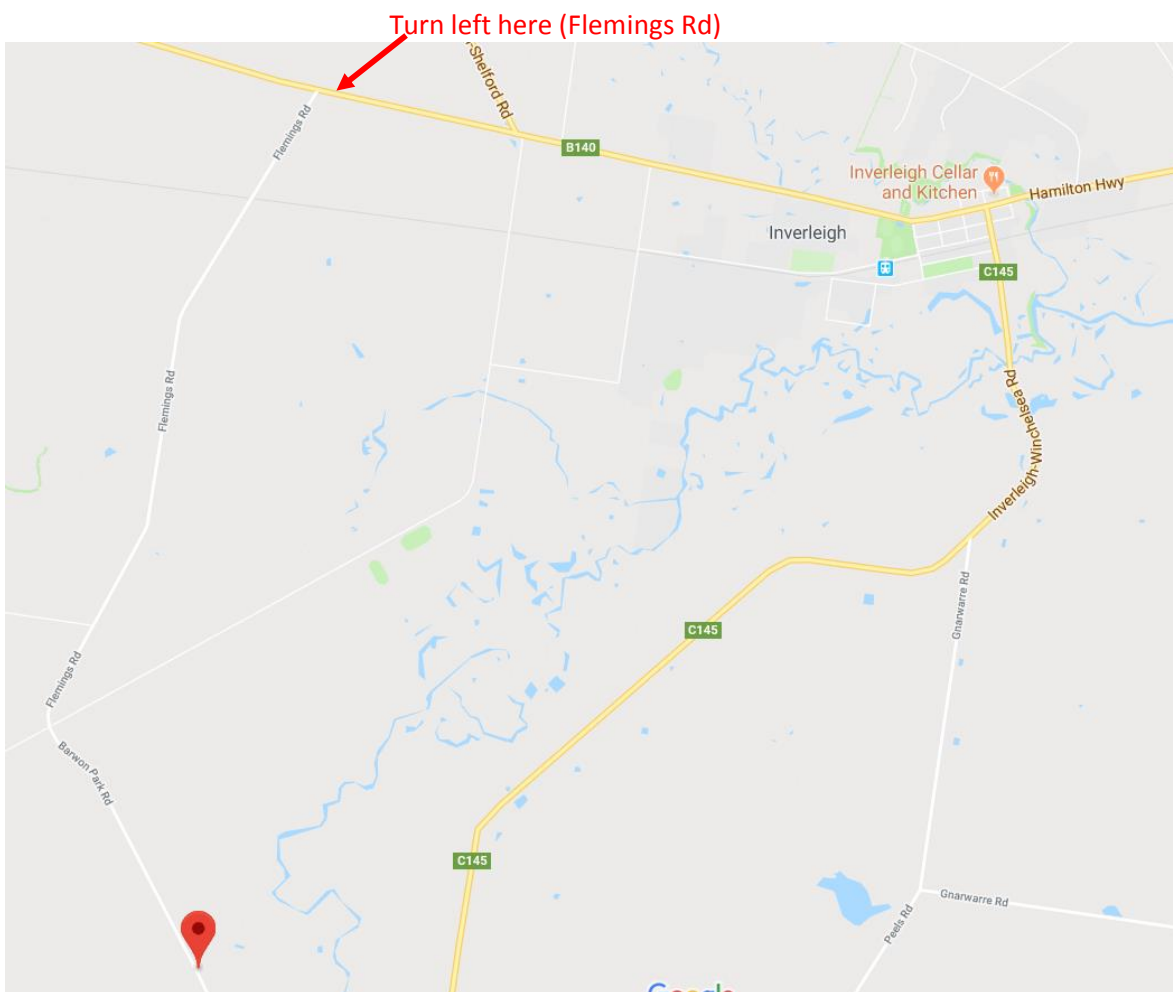 Turn left here (Flemings Rd)
-Shelford Rd
Flemings Rd
B140
Inverleigh Cellar
and Kitchen
Hamilton Hwy
Inverleigh
C145
Flemings Rd
Inverleigh-Winchelsea Rd
Gnarwarre Rd
C145
Flemings Rd
Barwon Park Rd
C145
Gnarwarre Rd
Peels Rd
Google